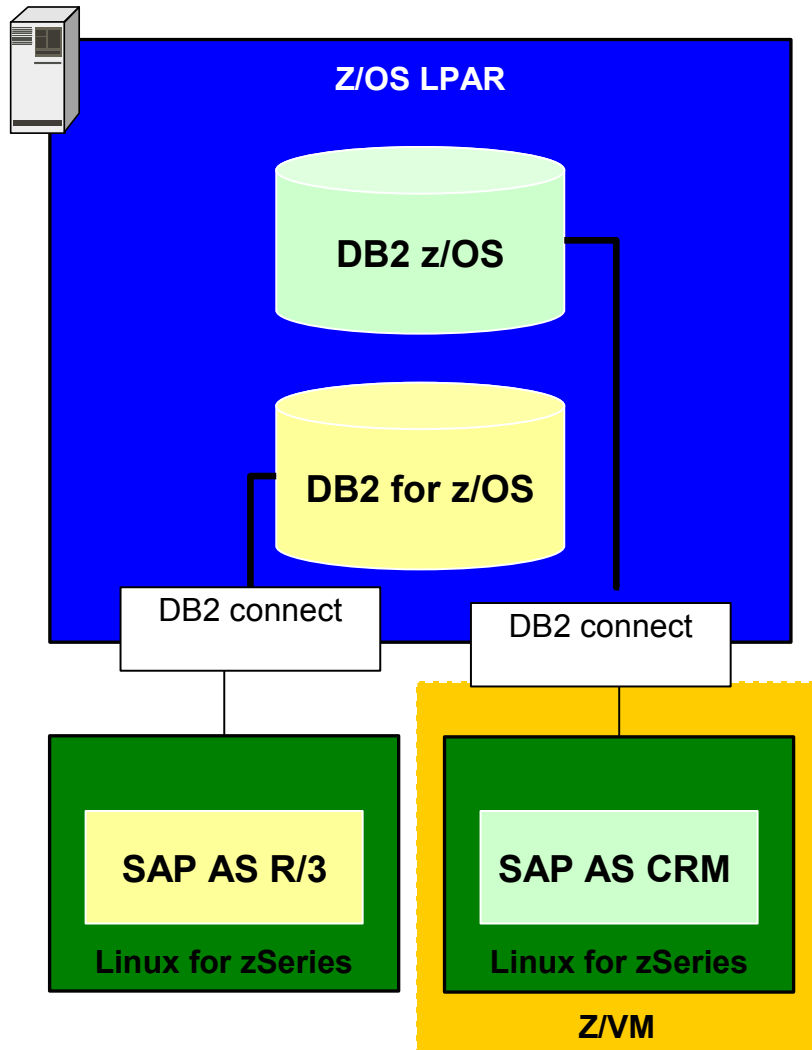 Z/OS LPAR
DB2 z/OS
DB2 for z/OS
DB2 connect
DB2 connect
SAP AS R/3
SAP AS CRM
Linux for zSeries
Linux for zSeries
Z/VM